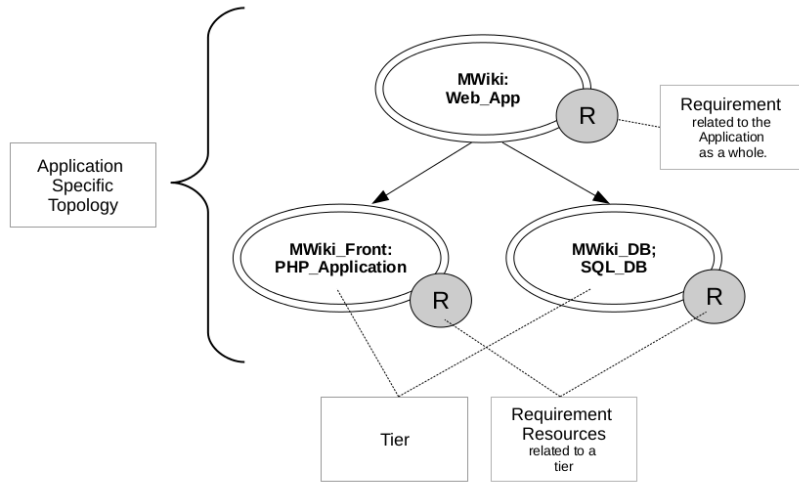 MWiki:
Web_App
R
Requirement
related to the
Application
as a whole.
Application
Specific
Topology
MWiki_Front:
PHP_Application
R
MWiki_DB;
SQL_DB
R
Tier
Requirement
Resources
related to a
tier